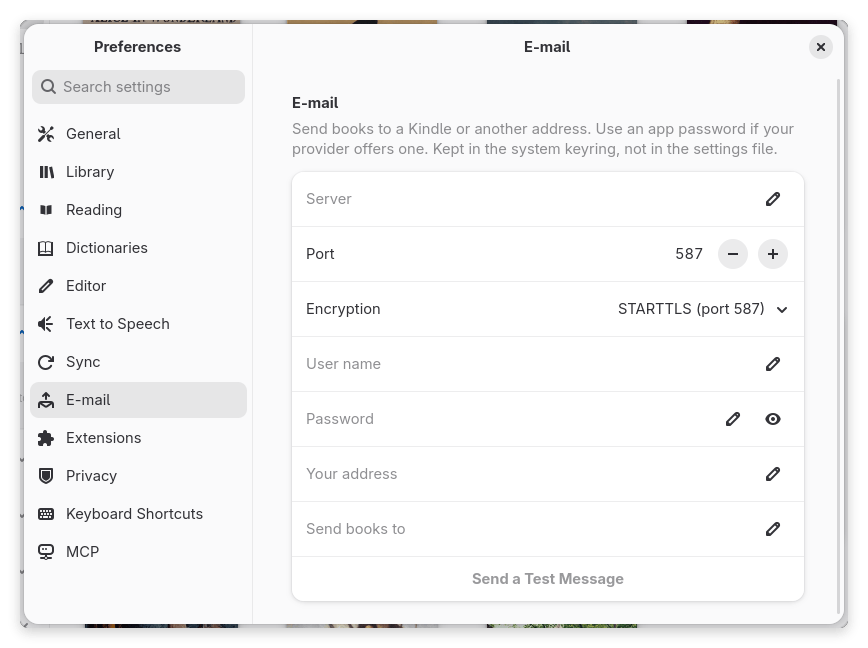 Preferences
Search settings
General
Library
Reading
Dictionaries
Editor
Text to Speech
Sync
E-mail
Extensions
Privacy
Keyboard Shortcuts
MCP
E-mail
E-mail
Send books to a Kindle or another address. Use an app password if your
provider offers one. Kept in the system keyring, not in the settings file.
Server
Port 587
Encryption STARTTLS (port 587)
User name
Password
Your address
Send books to
Send a Test Message